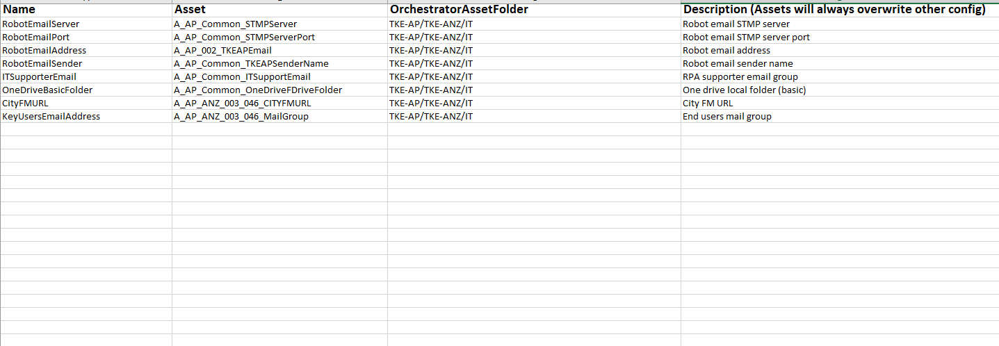 Name Asset OrchestratorAssetFolder Description (Assets will always overwrite other config)
RobotEmailServer A_AP_Common_STMPServer TKE-AP/TKE-ANZ/IT Robot email STMP server
RobotEmailPort A_AP_Common_STMPServerPort TKE-AP/TKE-ANZ/IT Robot email STMP server port
RobotEmailAddress A_AP_002_TKEAPEmail TKE-AP/TKE-ANZ/IT Robot email address
RobotEmailSender A_AP_Common_TKEAPSenderName TKE-AP/TKE-ANZ/IT Robot email sender name
ITSupporterEmail A_AP_Common_ITSupportEmail TKE-AP/TKE-ANZ/IT RPA supporter email group
OneDriveBasicFolder A_AP_Common_OneDriveFDriveFolder TKE-AP/TKE-ANZ/IT One drive local folder (basic)
CityFMURL A_AP_ANZ_003_046_CITYFMURL TKE-AP/TKE-ANZ/IT City FM URL
KeyUsersEmailAddress A_AP_ANZ_003_046_MailGroup TKE-AP/TKE-ANZ/IT End users mail group